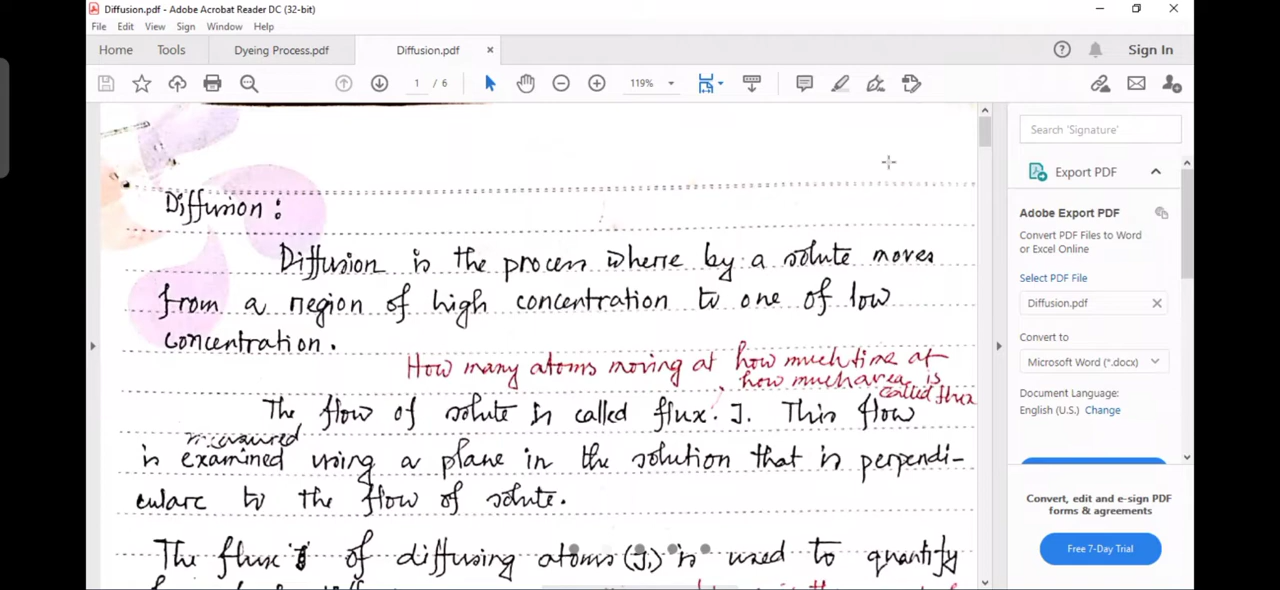 Diffusion.pdf - Adobe Acrobat Reader DC (32-bit)
File Edit View Sign Window Help
Home Tools Dyeing Process.pdf Diffusion.pdf × Sign In
1 / 6 119%
Search 'Signature'
Export PDF
Adobe Export PDF
Convert PDF Files to Word
or Excel Online
Select PDF File
Diffusion.pdf
Convert to
Microsoft Word (*.docx)
Document Language:
English (U.S.) Change
Convert, edit and e-sign PDF
forms & agreements
Free 7-Day Trial
Diffusion :
Diffusion is the process where by a solute moves
from a region of high concentration to one of low
concentration.
How many atoms moving at how much time at
how much area is
called flux
The flow of solute is called flux. J. This flow
measured
is examined using a plane in the solution that is perpendi-
cularc to the flow of solute.
The flux of diffusing atoms (J,) is used to quantify